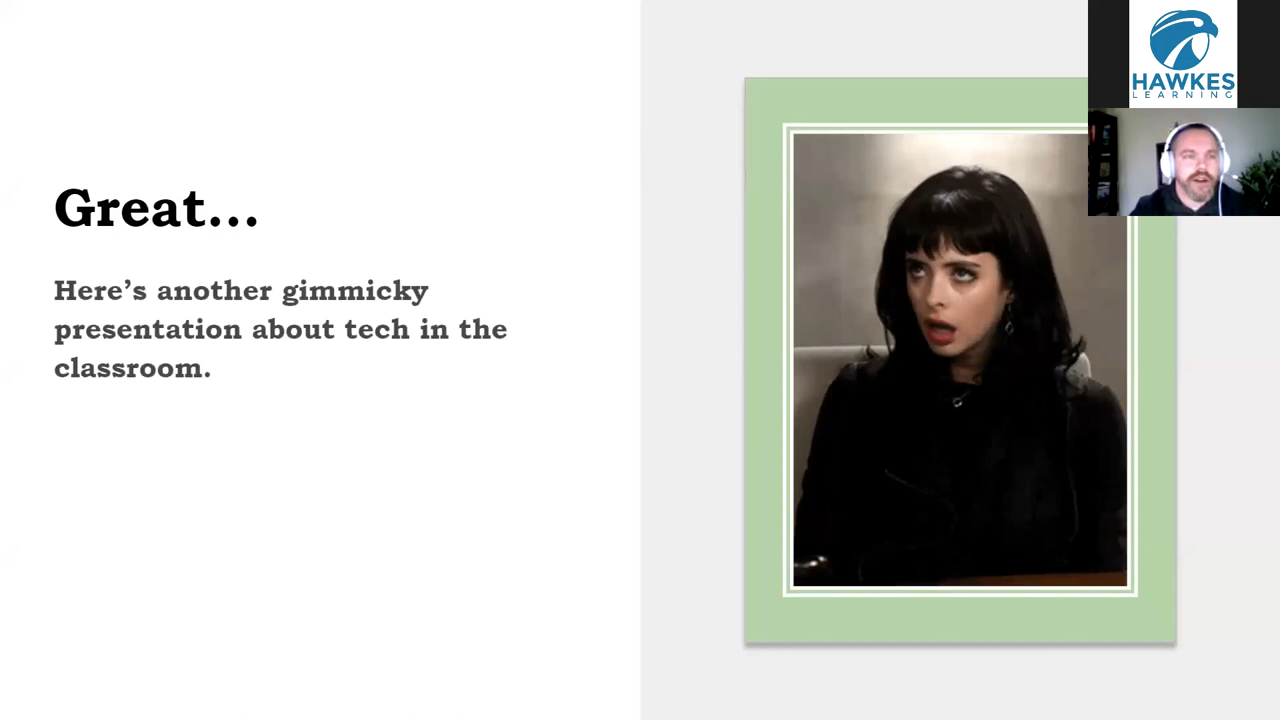 Great...
Here’s another gimmicky
presentation about tech in the
classroom.
HAWKES
LEARNING